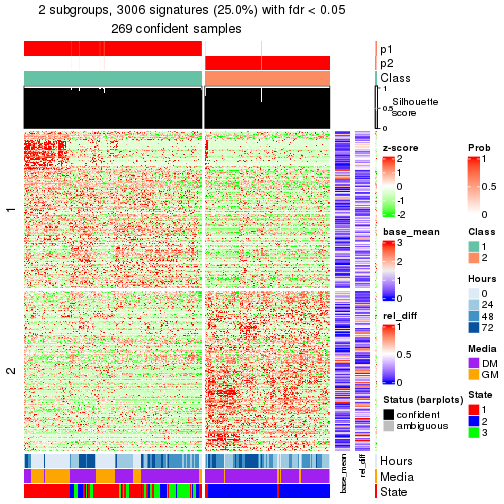 2 subgroups, 3006 signatures (25.0%) with fdr < 0.05
269 confident samples
p1
p2
Class
1
0.5
0
Silhouette
score
1
2
z-score
2
1
0
-1
-2
Prob
1
0.5
0
base_mean
3
2
1
0
Class
1
2
Hours
0
24
48
72
rel_diff
1
0.5
0
Media
DM
GM
Status (barplots)
confident
ambiguous
State
1
2
3
Hours
Media
State
base_mean
rel_diff